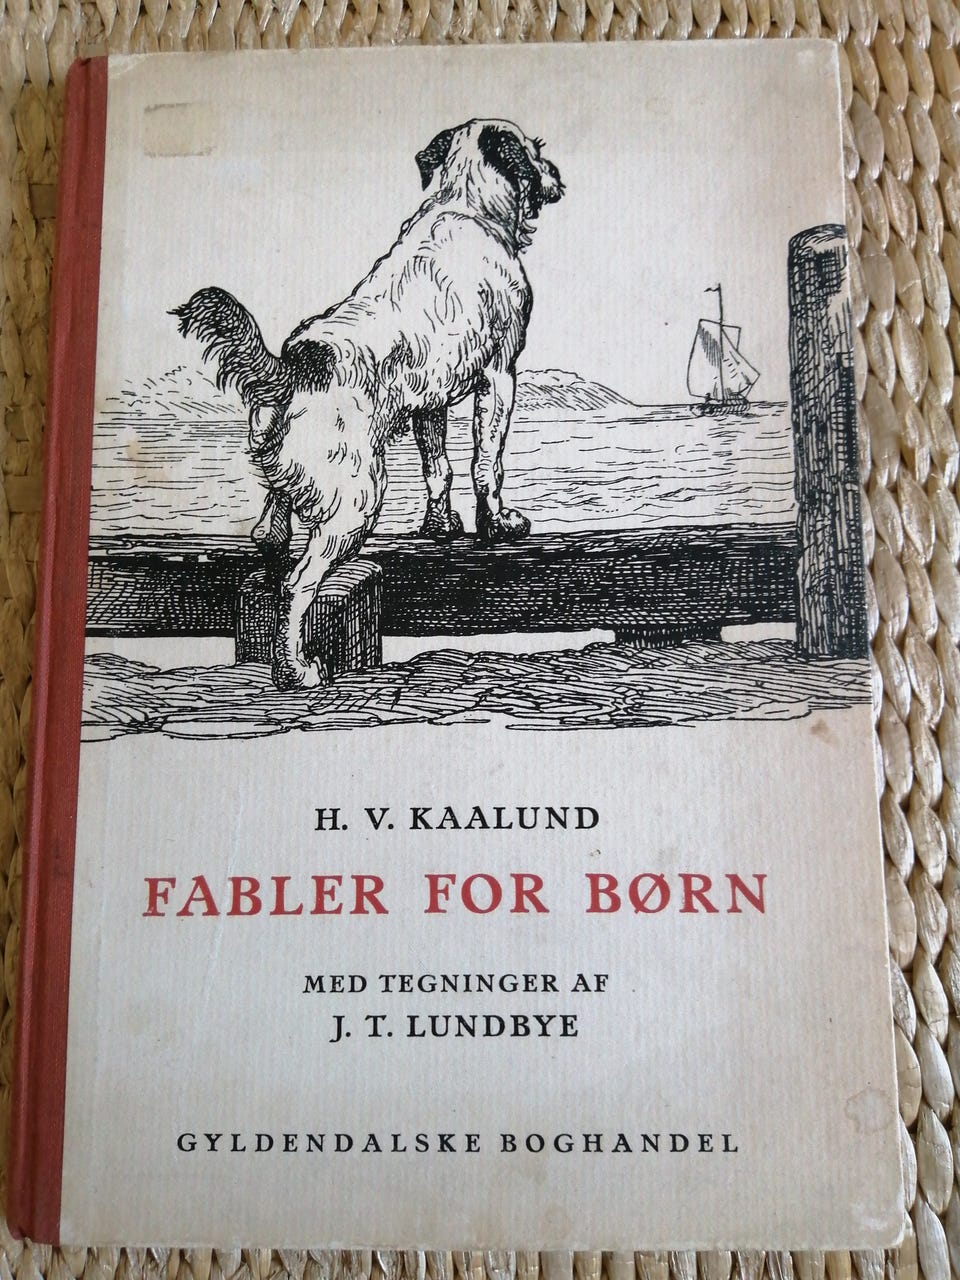 H. V. KAALUND
FABLER FOR BØRN
MED TEGNINGER AF
J. T. LUNDBYE
GYLDENDALSKE BOGHANDEL